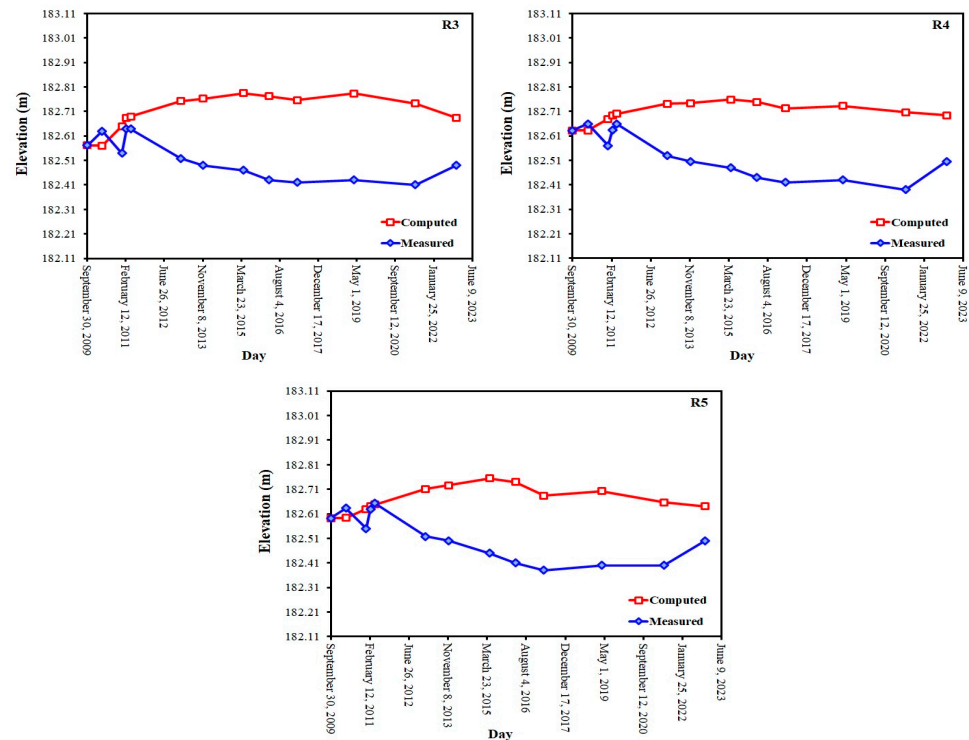 R3
183.11
183.01
182.91
182.81
182.71
182.61
182.51
182.41
182.31
182.21
182.11
Elevation (m)
Computed
Measured
September 30, 2009
February 12, 2011
June 26, 2012
November 8, 2013
March 23, 2015
August 4, 2016
December 17, 2017
May 1, 2019
September 12, 2020
January 25, 2022
June 9, 2023
Day
R4
183.11
183.01
182.91
182.81
182.71
182.61
182.51
182.41
182.31
182.21
182.11
Elevation (m)
Computed
Measured
September 30, 2009
February 12, 2011
June 26, 2012
November 8, 2013
March 23, 2015
August 4, 2016
December 17, 2017
May 1, 2019
September 12, 2020
January 25, 2022
June 9, 2023
Day
R5
183.11
183.01
182.91
182.81
182.71
182.61
182.51
182.41
182.31
182.21
182.11
Elevation (m)
Computed
Measured
September 30, 2009
February 12, 2011
June 26, 2012
November 8, 2013
March 23, 2015
August 4, 2016
December 17, 2017
May 1, 2019
September 12, 2020
January 25, 2022
June 9, 2023
Day